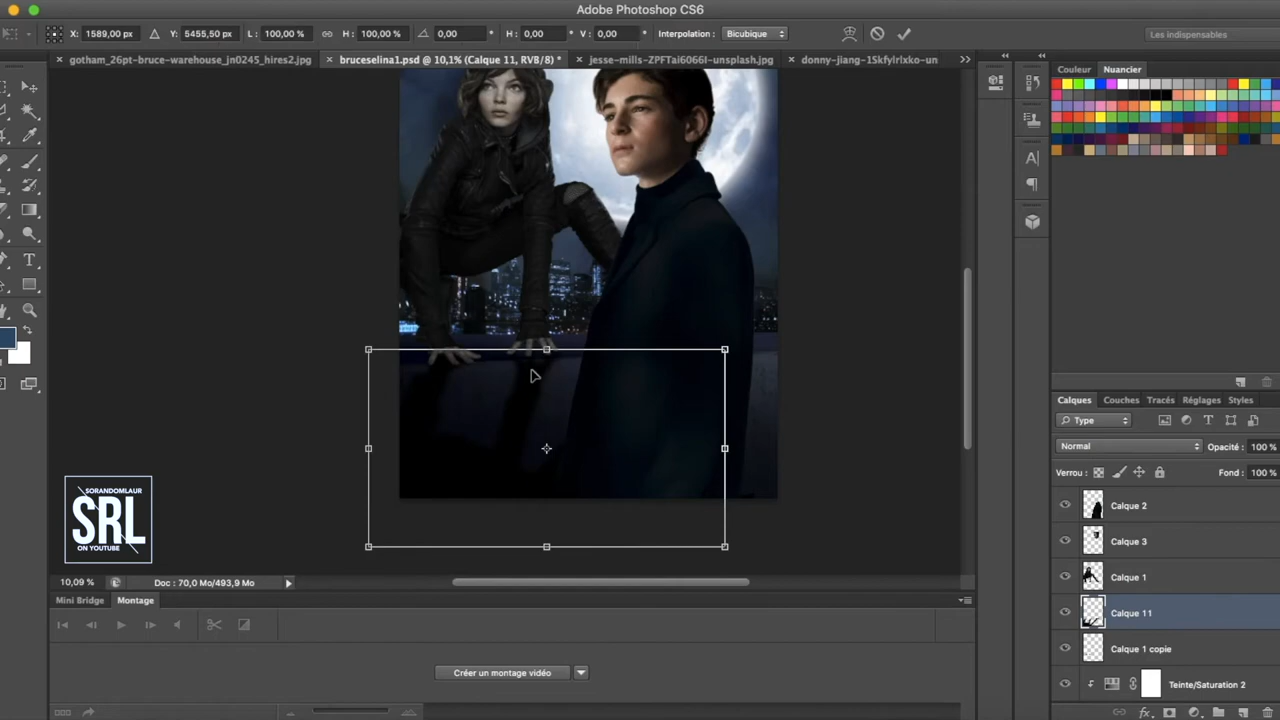 Adobe Photoshop CS6
X: 1589,00 px Y: 5455,50 px L: 100,00 % H: 100,00 % 0,00 ° H: 0,00 ° V: 0,00 ° Interpolation : Bicubique Les indispensables
gotham_26pt-bruce-warehouse_jn0245_hires2.jpg bruceselina1.psd @ 10,1% (Calque 11, RVB/8) * jesse-mills-ZPFTai6066I-unsplash.jpg donny-jiang-15kfylrlxko-un
Couleur Nuancier
Calques Couches Tracés Réglages Styles
Type
Normal Opacité : 100 %
Verrou : Fond : 100 %
Calque 2
Calque 3
Calque 1
Calque 11
Calque 1 copie
Teinte/Saturation 2
SORANDOMLAUR
SRL
ON YOUTUBE
10,09 % Doc : 70,0 Mo/493,9 Mo
Mini Bridge Montage
Créer un montage vidéo